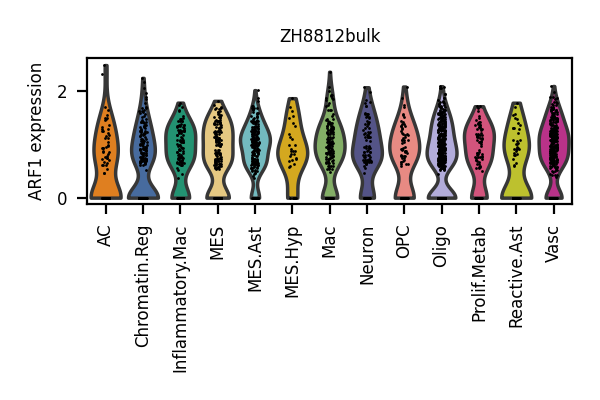 ZH8812bulk
ARF1 expression
2
0
AC
Chromatin.Reg
Inflammatory.Mac
MES
MES.Ast
MES.Hyp
Mac
Neuron
OPC
Oligo
Prolif.Metab
Reactive.Ast
Vasc